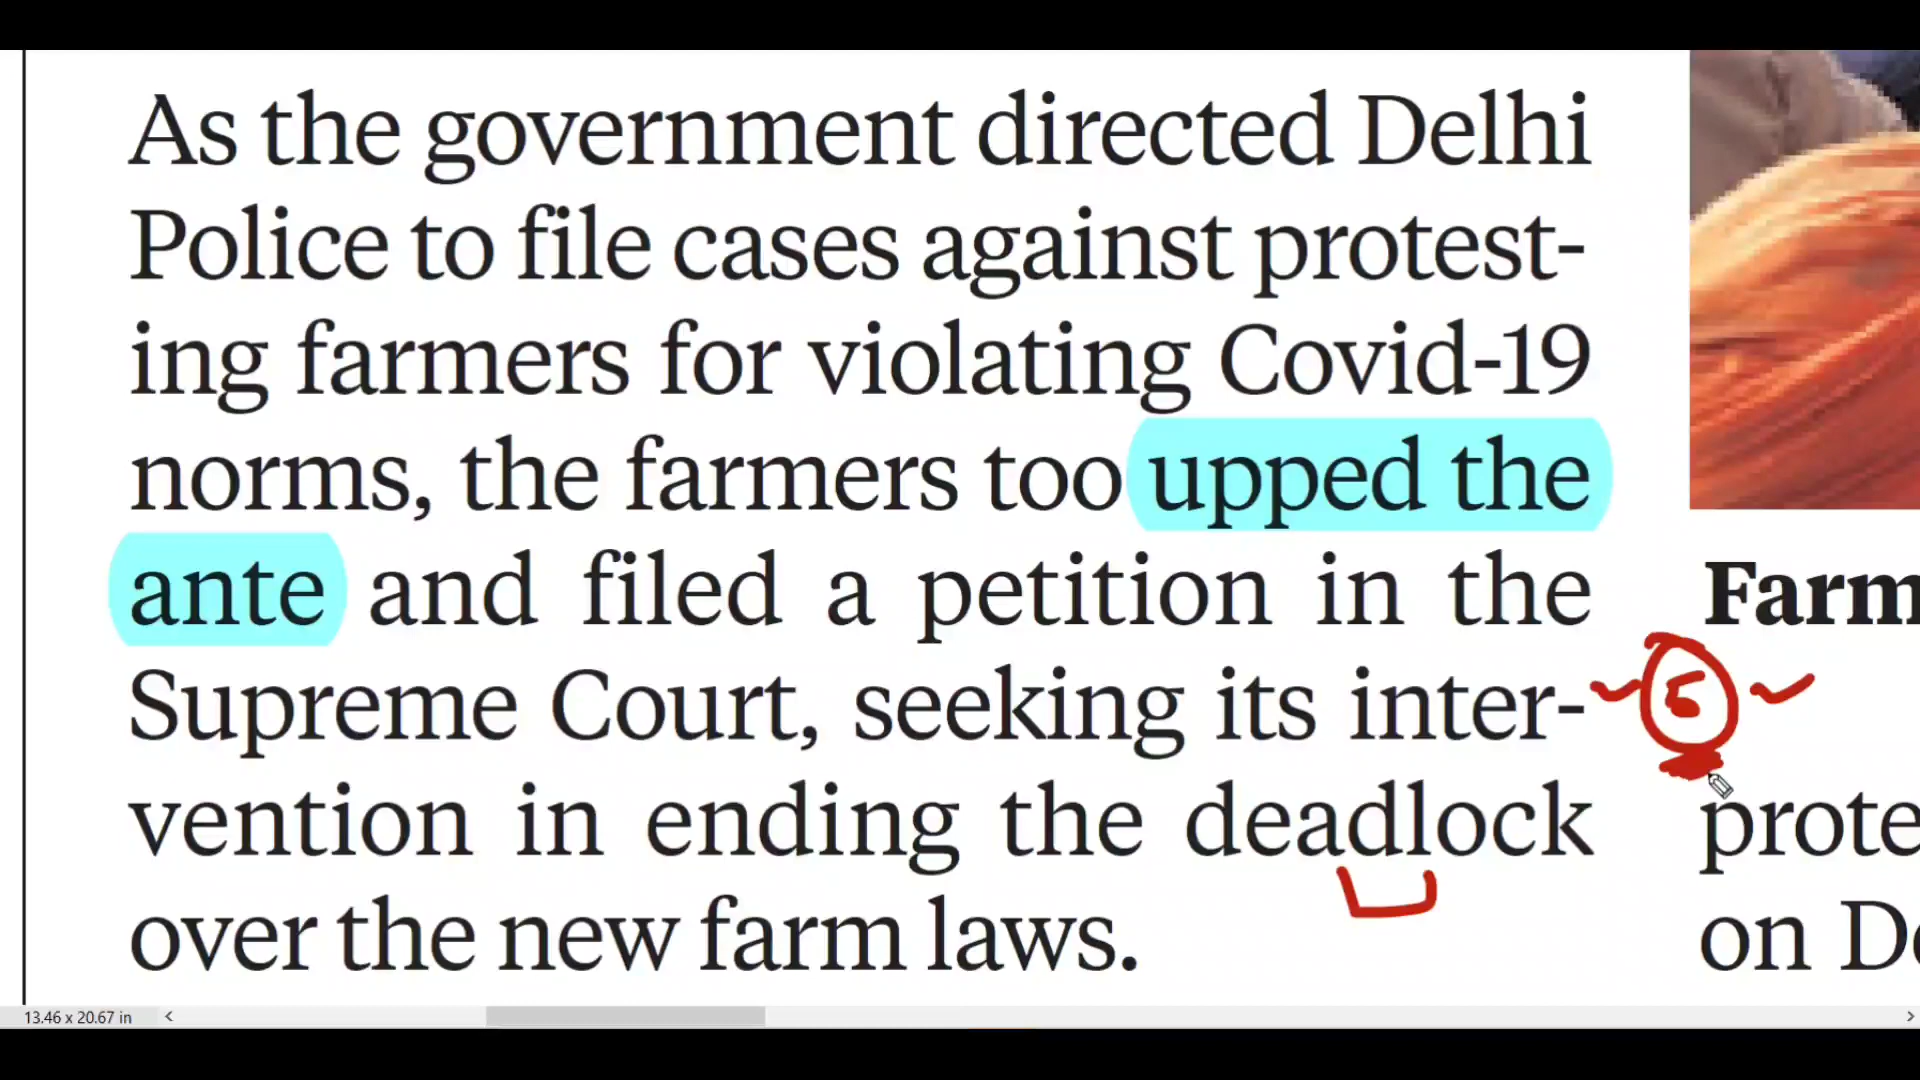 As the government directed Delhi
Police to file cases against protest-
ing farmers for violating Covid-19
norms, the farmers too upped the
ante and filed a petition in the
Supreme Court, seeking its inter-
vention in ending the deadlock
over the new farm laws.
Farm
5
prote
on D
13.46 x 20.67 in